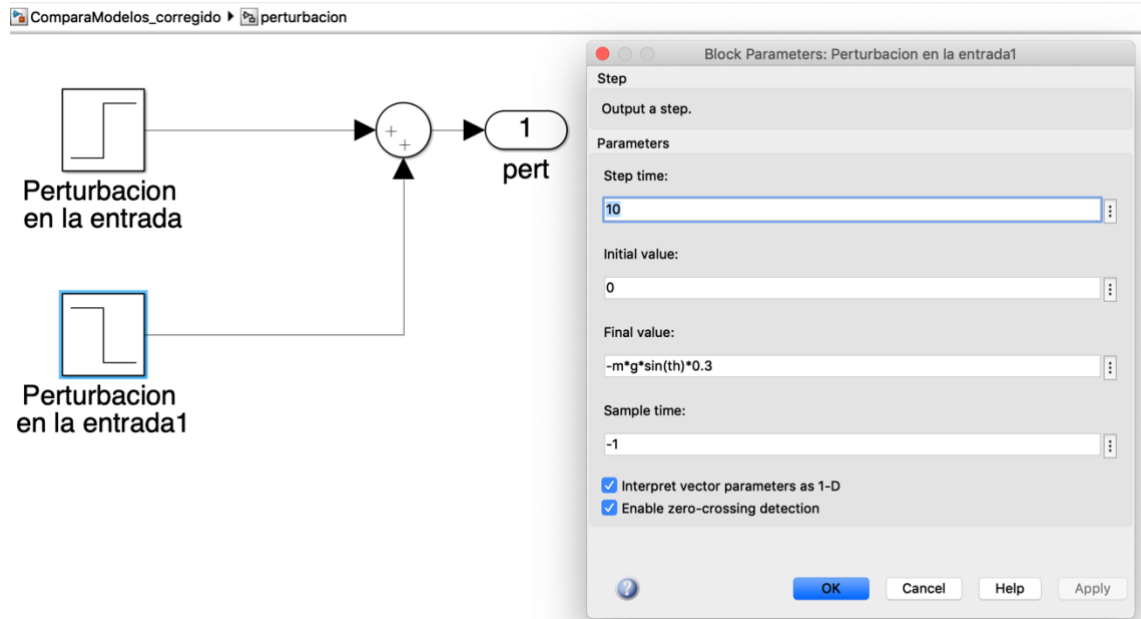 ComparaModelos_corregido ▶ perturbacion
Perturbacion
en la entrada
+
+
1
pert
Perturbacion
en la entrada1
Block Parameters: Perturbacion en la entrada1
Step
Output a step.
Parameters
Step time:
10
Initial value:
0
Final value:
-m*g*sin(th)*0.3
Sample time:
-1
Interpret vector parameters as 1-D
Enable zero-crossing detection
?
OK Cancel Help Apply